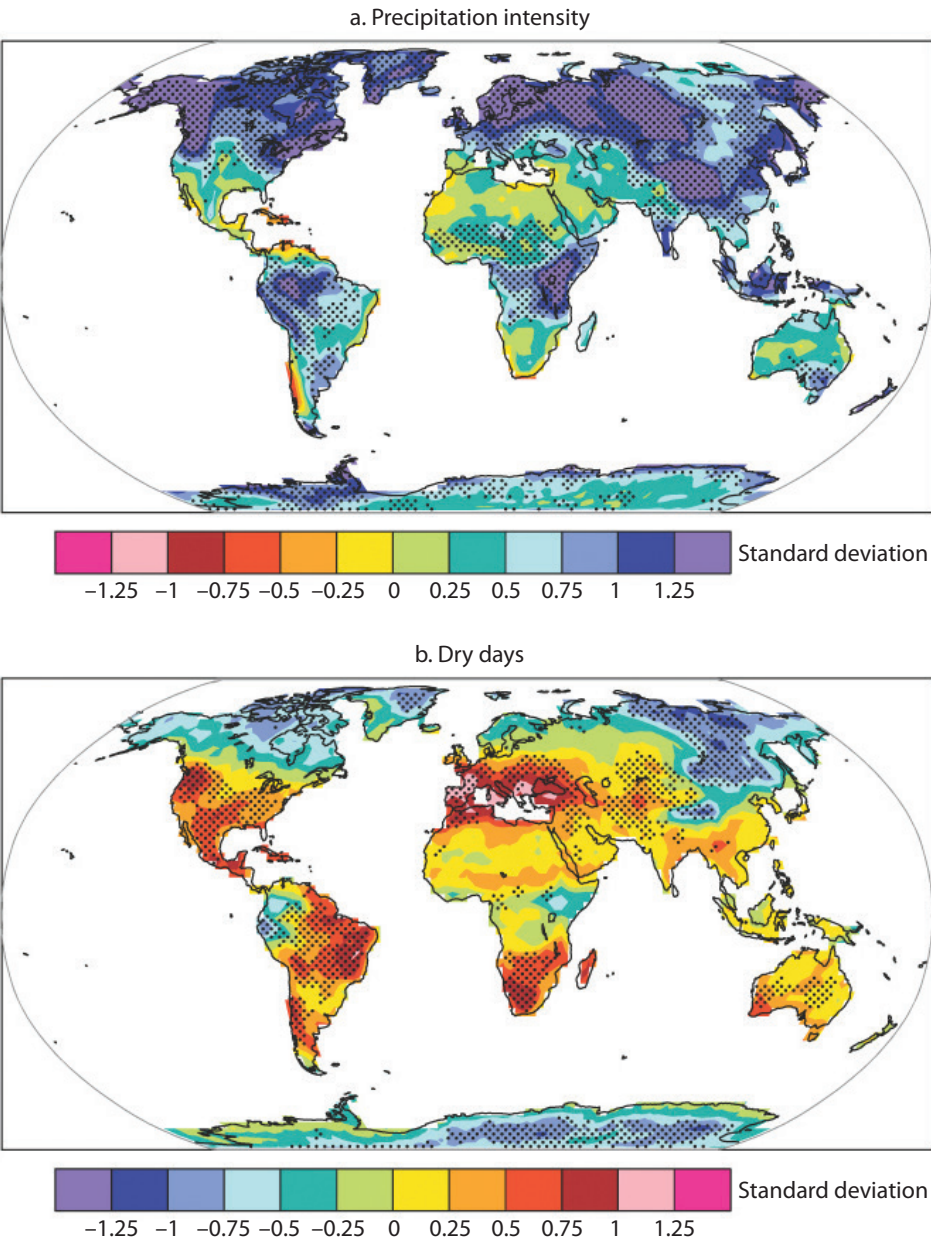 a. Precipitation intensity
Standard deviation
–1.25 –1 –0.75 –0.5 –0.25 0 0.25 0.5 0.75 1 1.25
b. Dry days
Standard deviation
–1.25 –1 –0.75 –0.5 –0.25 0 0.25 0.5 0.75 1 1.25